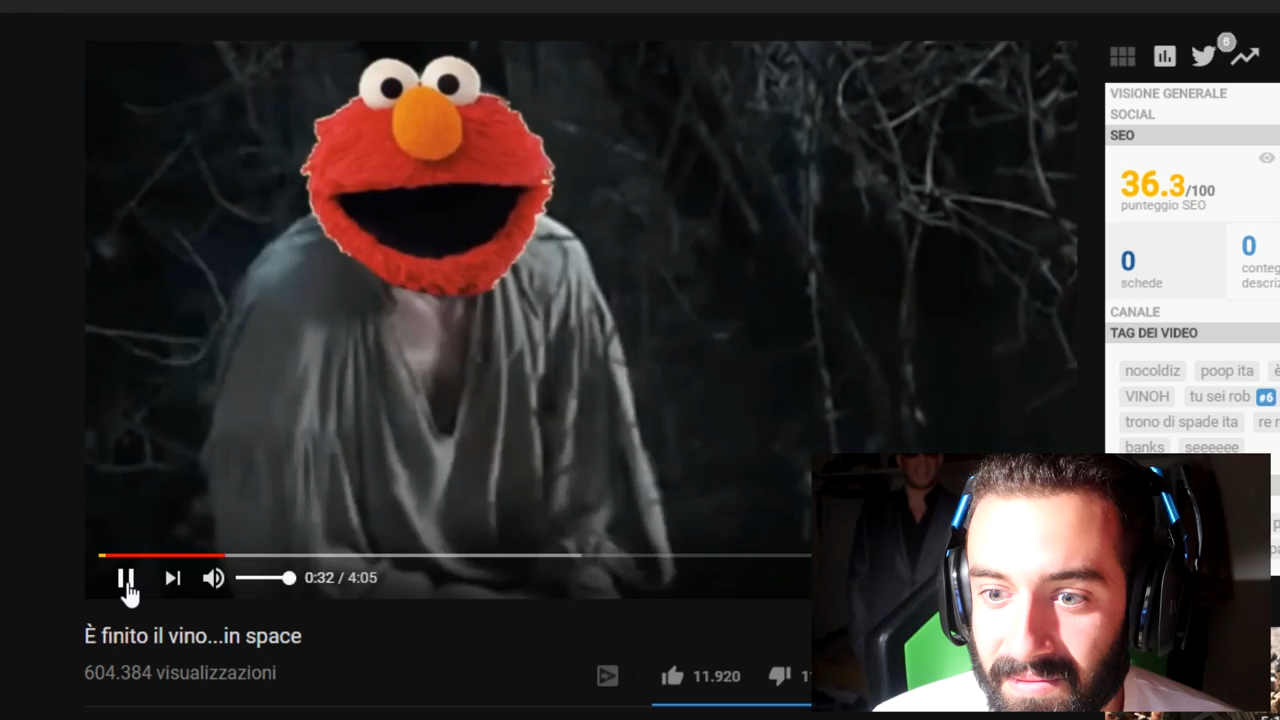 6
VISIONE GENERALE
SOCIAL
SEO
36.3/100
punteggio SEO
0
schede
0
CANALE
TAG DEI VIDEO
nocoldiz poop ita
VINOH tu sei rob #6
trono di spade ita
banks seeeeee
0:32 / 4:05
È finito il vino...in space
604.384 visualizzazioni
11.920